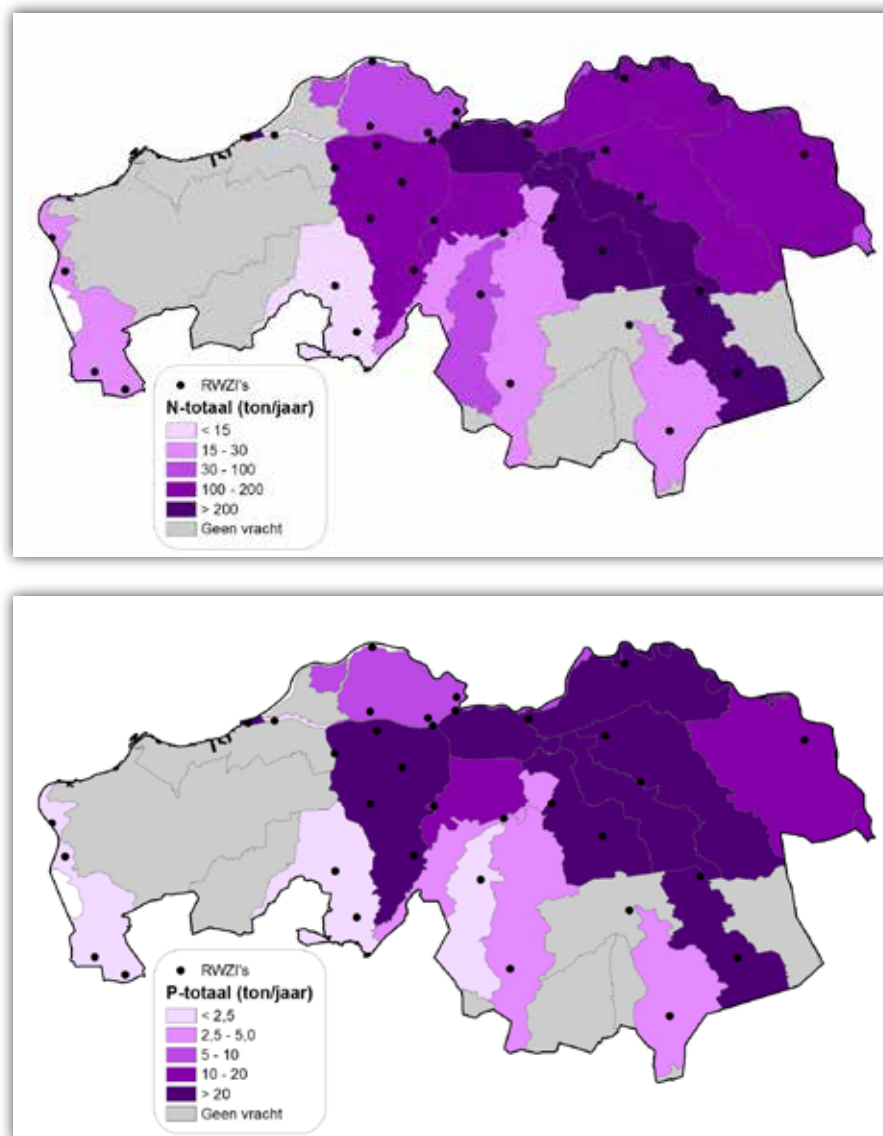 RWZI's
N-totaal (ton/jaar)
< 15
15 - 30
30 - 100
100 - 200
> 200
Geen vracht
RWZI's
P-totaal (ton/jaar)
< 2,5
2,5 - 5,0
5 - 10
10 - 20
> 20
Geen vracht